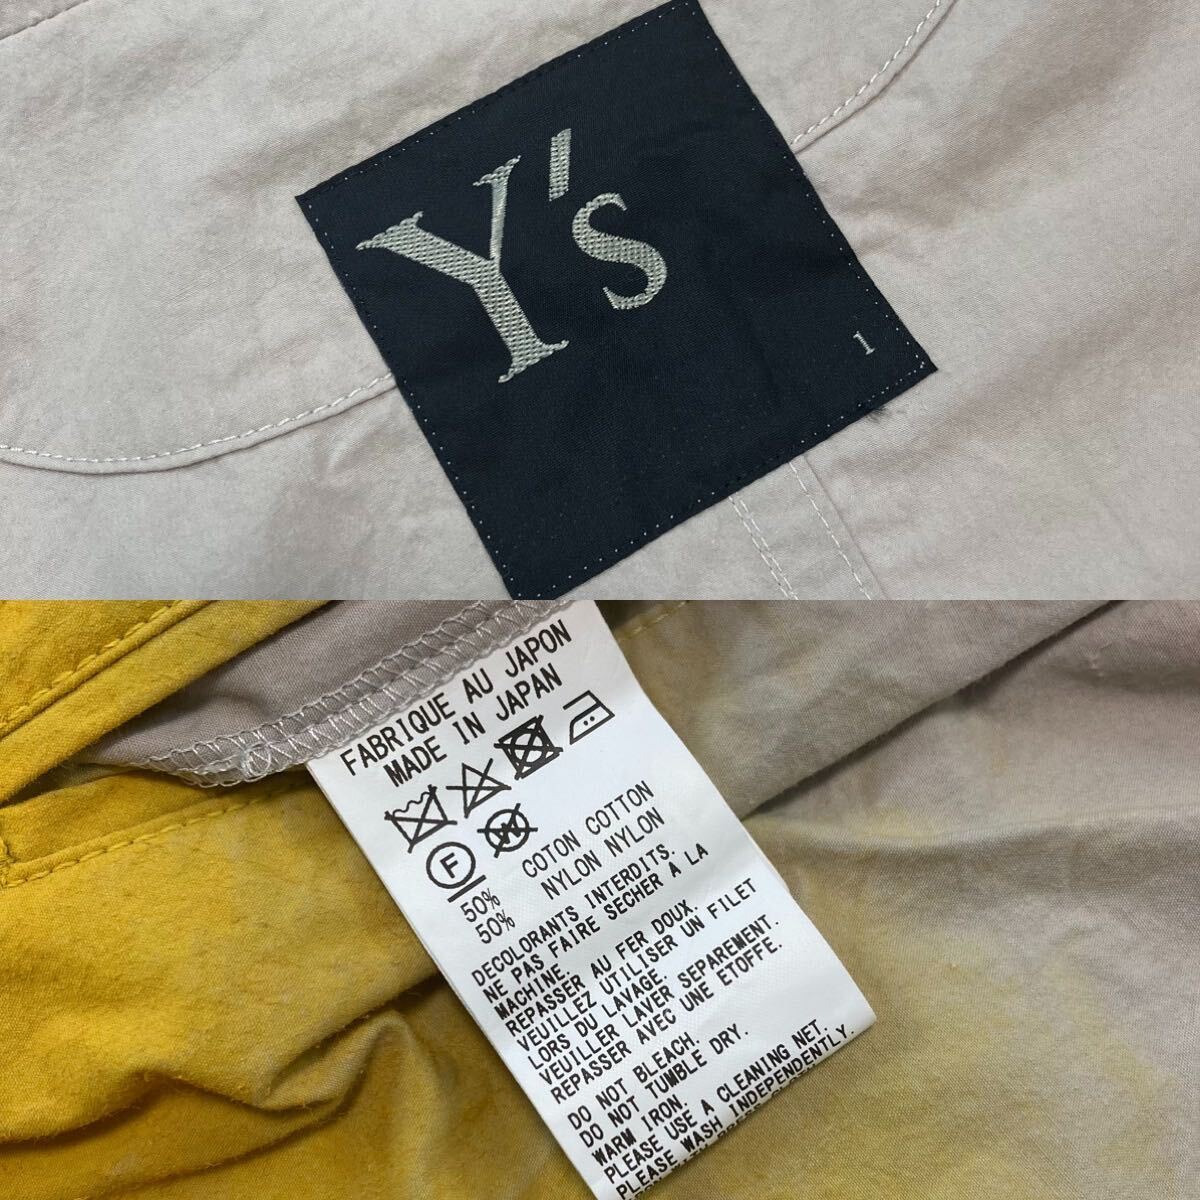 Y's
1
FABRIQUE AU JAPON
MADE IN JAPAN
F
W
50% COTON COTTON
50% NYLON NYLON
DECOLORANTS INTERDITS.
NE PAS FAIRE SECHER À LA
MACHINE.
REPASSER AU FER DOUX.
VEUILLEZ UTILISER UN FILET
LORS DU LAVAGE.
VEUILLER LAVER SEPAREMENT.
REPASSER AVEC UNE ETOFFE.
DO NOT BLEACH.
DO NOT TUMBLE DRY.
WARM IRON.
PLEASE USE A CLEANING NET.
PLEASE WASH INDEPENDENTLY.